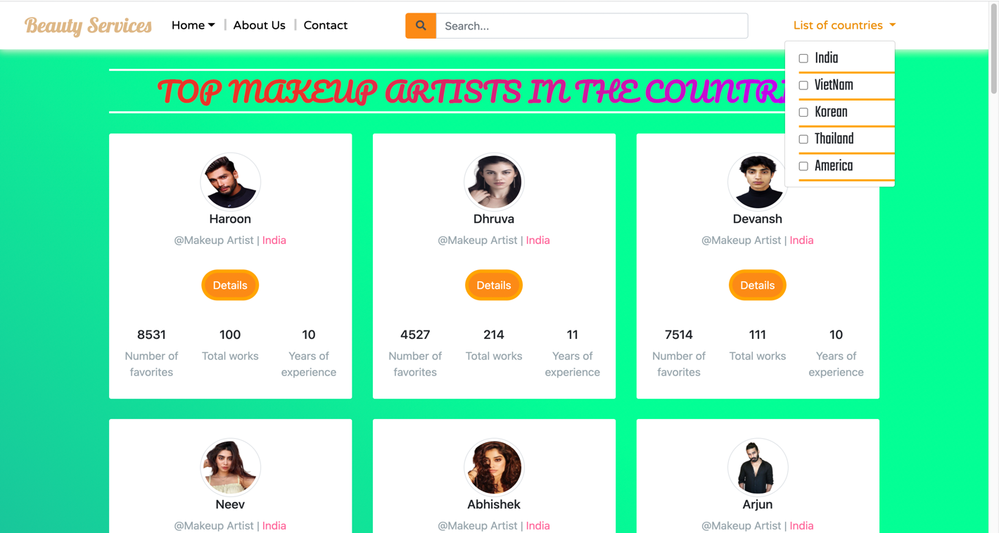 Beauty Services
Home
About Us
Contact
Search...
List of countries
India
VietNam
Korean
Thailand
America
TOP MAKEUP ARTISTS IN THE COUNTR
Haroon
@Makeup Artist | India
Details
8531
Number of
favorites
100
Total works
10
Years of
experience
Dhruva
@Makeup Artist | India
Details
4527
Number of
favorites
214
Total works
11
Years of
experience
Devansh
@Makeup Artist | India
Details
7514
Number of
favorites
111
Total works
10
Years of
experience
Neev
@Makeup Artist | India
Abhishek
@Makeup Artist | India
Arjun
@Makeup Artist | India